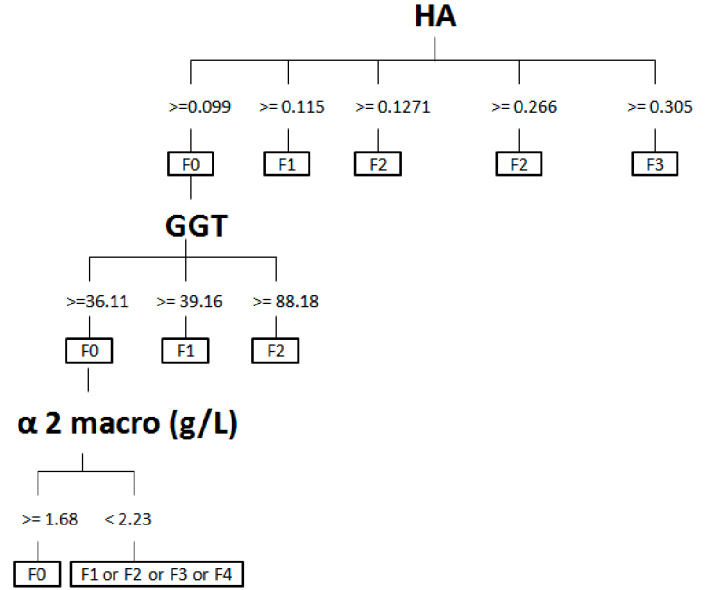 HA
>=0.099 >=0.115 >=0.1271 >=0.266 >=0.305
F0 F1 F2 F2 F3
GGT
>=36.11 >= 39.16 >= 88.18
F0 F1 F2
α 2 macro (g/L)
>= 1.68 < 2.23
F0 F1 or F2 or F3 or F4